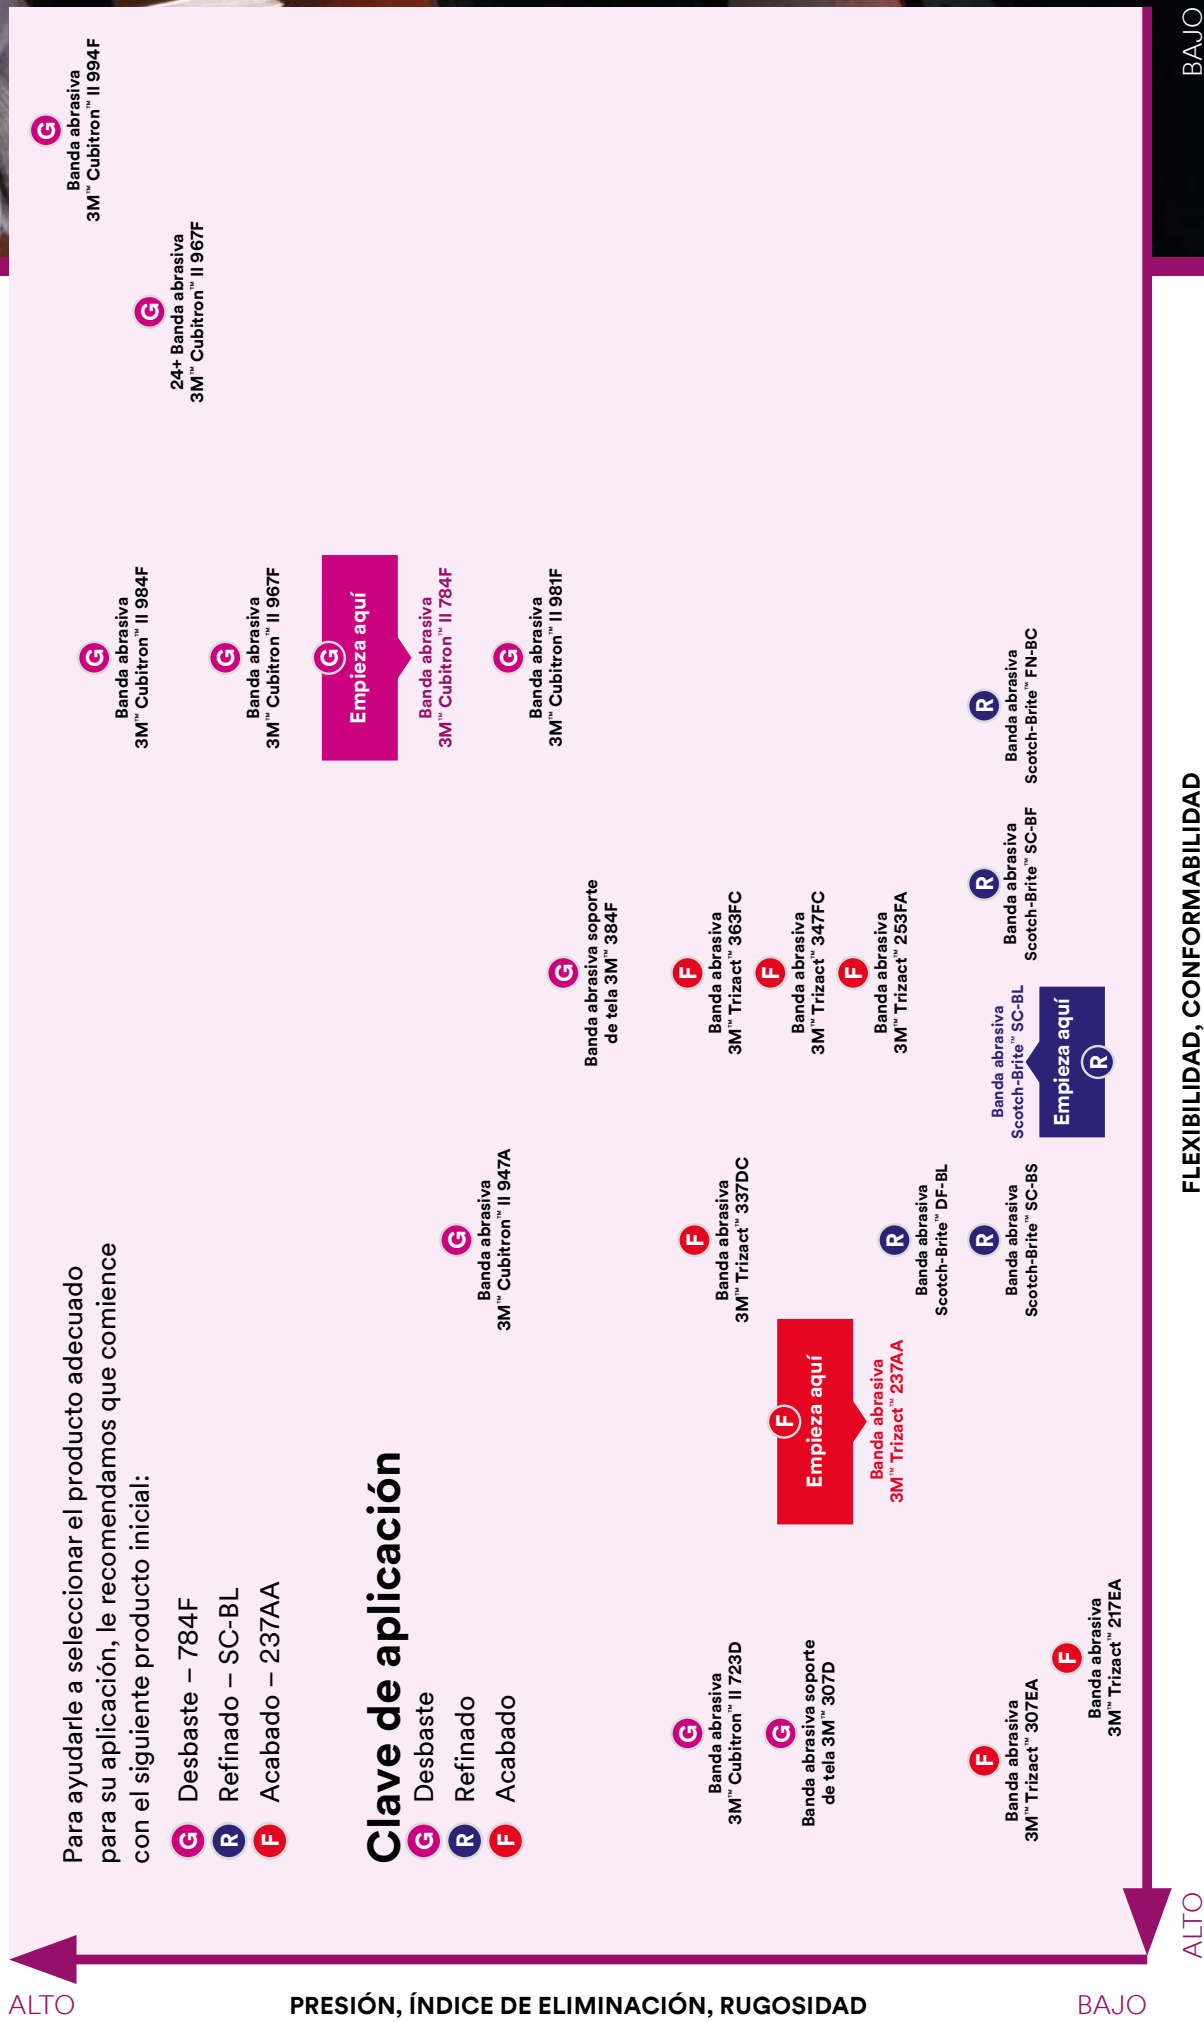 Para ayudarle a seleccionar el producto adecuado
para su aplicación, le recomendamos que comience
con el siguiente producto inicial:
G Desbaste – 784F
R Refinado – SC-BL
F Acabado – 237AA
Clave de aplicación
G Desbaste
R Refinado
F Acabado
G
Banda abrasiva
3M™ Cubitron™ II 994F
G
24+ Banda abrasiva
3M™ Cubitron™ II 967F
G
Banda abrasiva
3M™ Cubitron™ II 984F
G
Banda abrasiva
3M™ Cubitron™ II 967F
G
Empieza aquí
Banda abrasiva
3M™ Cubitron™ II 784F
G
Banda abrasiva
3M™ Cubitron™ II 981F
G
Banda abrasiva
3M™ Cubitron™ II 947A
G
Banda abrasiva soporte
de tela 3M™ 384F
G
Banda abrasiva
3M™ Cubitron™ II 723D
G
Banda abrasiva soporte
de tela 3M™ 307D
F
Banda abrasiva
3M™ Trizact™ 337DC
F
Banda abrasiva
3M™ Trizact™ 363FC
F
Banda abrasiva
3M™ Trizact™ 347FC
F
Banda abrasiva
3M™ Trizact™ 253FA
F
Empieza aquí
Banda abrasiva
3M™ Trizact™ 237AA
R
Banda abrasiva
Scotch-Brite™ DF-BL
R
Banda abrasiva
Scotch-Brite™ SC-BS
Banda abrasiva
Scotch-Brite™ SC-BL
Empieza aquí
R
R
Banda abrasiva
Scotch-Brite™ SC-BF
R
Banda abrasiva
Scotch-Brite™ FN-BC
F
Banda abrasiva
3M™ Trizact™ 307EA
F
Banda abrasiva
3M™ Trizact™ 217EA
ALTO
PRESIÓN, ÍNDICE DE ELIMINACIÓN, RUGOSIDAD
BAJO
ALTO
FLEXIBILIDAD, CONFORMABILIDAD
BAJO